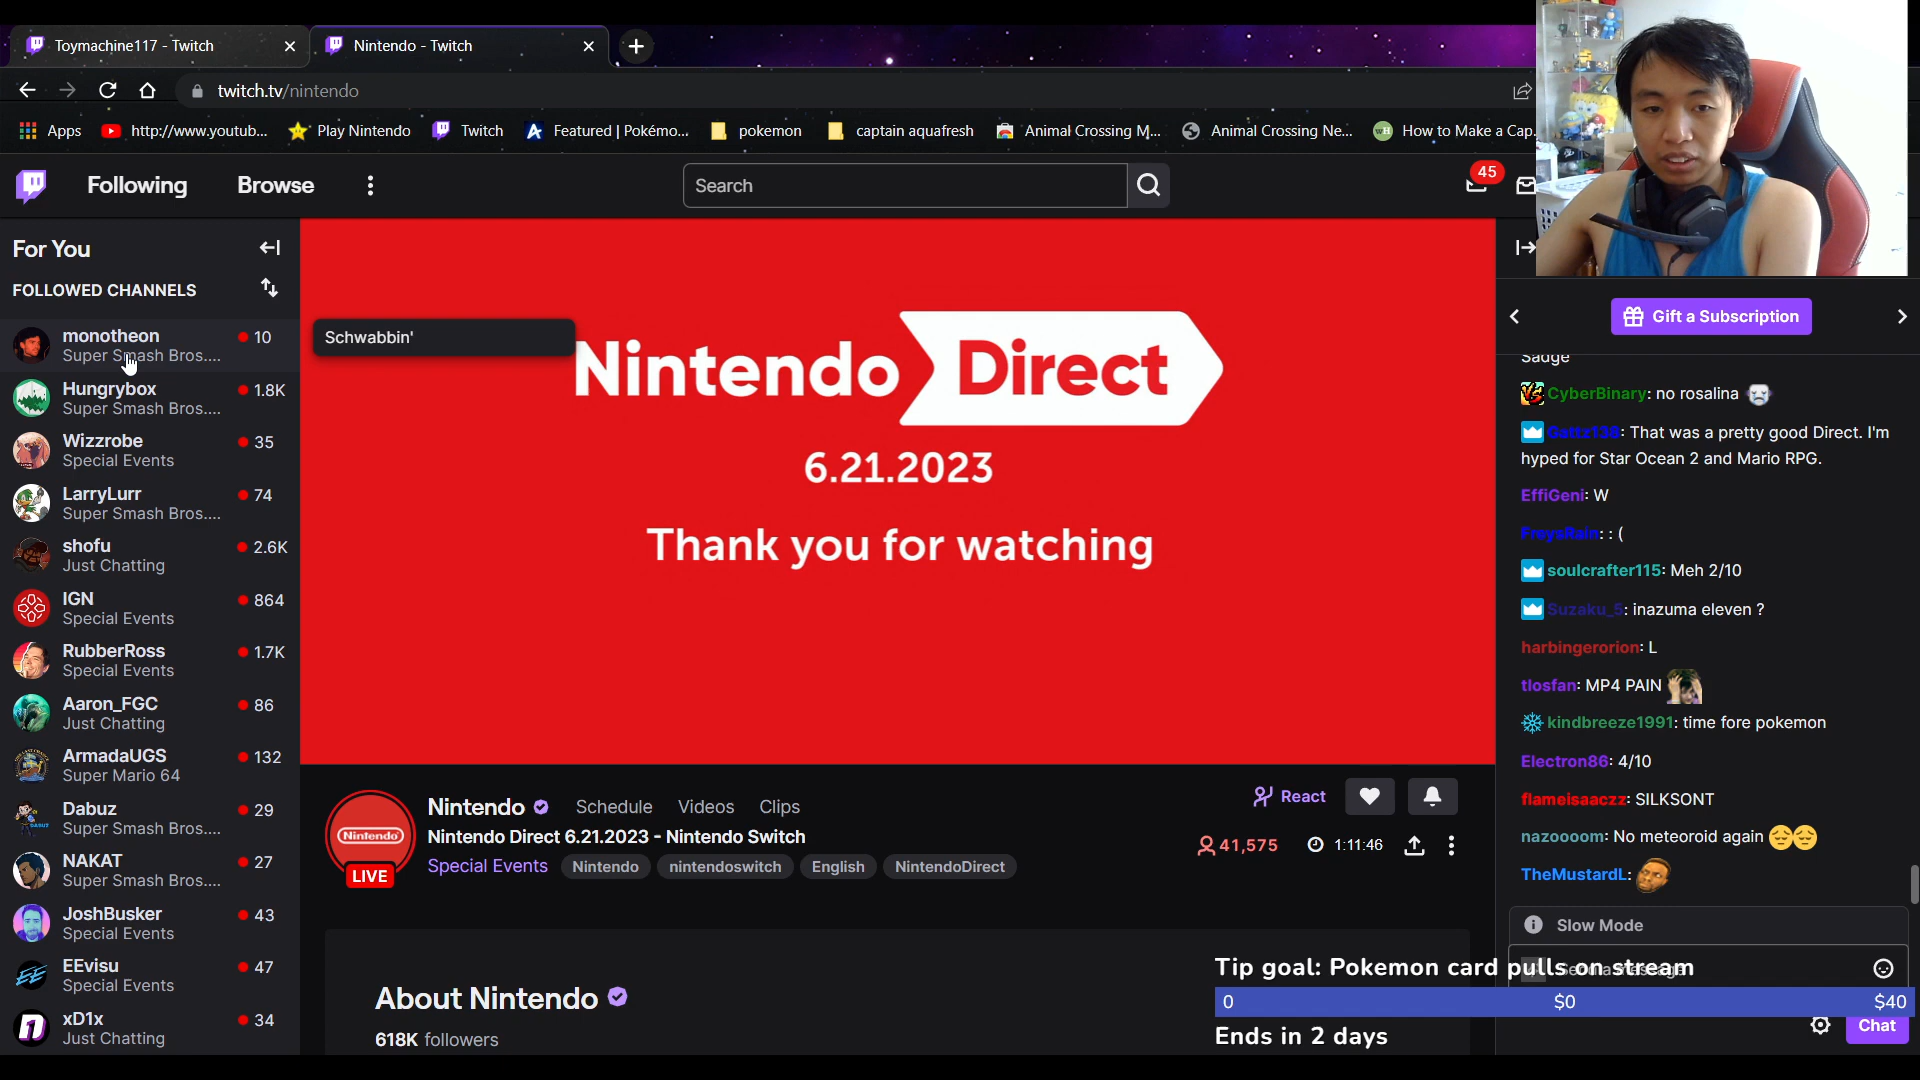 Toymachine117 - Twitch
Nintendo - Twitch
twitch.tv/nintendo
Apps
http://www.youtub...
Play Nintendo
Twitch
Featured | Pokémo...
pokemon
captain aquafresh
Animal Crossing M...
Animal Crossing Ne...
How to Make a Cap.
Following
Browse
Search
45
For You
FOLLOWED CHANNELS
monotheon
10
Super Smash Bros....
Hungrybox
1.8K
Super Smash Bros....
Wizzrobe
35
Special Events
LarryLurr
74
Super Smash Bros....
shofu
2.6K
Just Chatting
IGN
864
Special Events
RubberRoss
1.7K
Special Events
Aaron_FGC
86
Just Chatting
ArmadaUGS
132
Super Mario 64
Dabuz
29
Super Smash Bros....
NAKAT
27
Super Smash Bros....
JoshBusker
43
Special Events
EEvisu
47
Special Events
xD1x
34
Just Chatting
Schwabbin'
Nintendo Direct
6.21.2023
Thank you for watching
Nintendo
LIVE
Nintendo
Schedule
Videos
Clips
Nintendo Direct 6.21.2023 - Nintendo Switch
Special Events
Nintendo
nintendoswitch
English
NintendoDirect
React
41,575
1:11:46
About Nintendo
618K followers
Gift a Subscription
Sadge
CyberBinary: no rosalina
: That was a pretty good Direct. I'm
hyped for Star Ocean 2 and Mario RPG.
EffiGeni: W
FreysRain: : (
soulcrafter115: Meh 2/10
Suzaku_5: inazuma eleven ?
harbingerorion: L
tlosfan: MP4 PAIN
kindbreeze1991: time fore pokemon
Electron86: 4/10
flameisaaczz: SILKSONT
nazoooom: No meteoroid again
TheMustardL:
Slow Mode
Tip goal: Pokemon card pulls on stream
0
$0
$40
Ends in 2 days
Chat